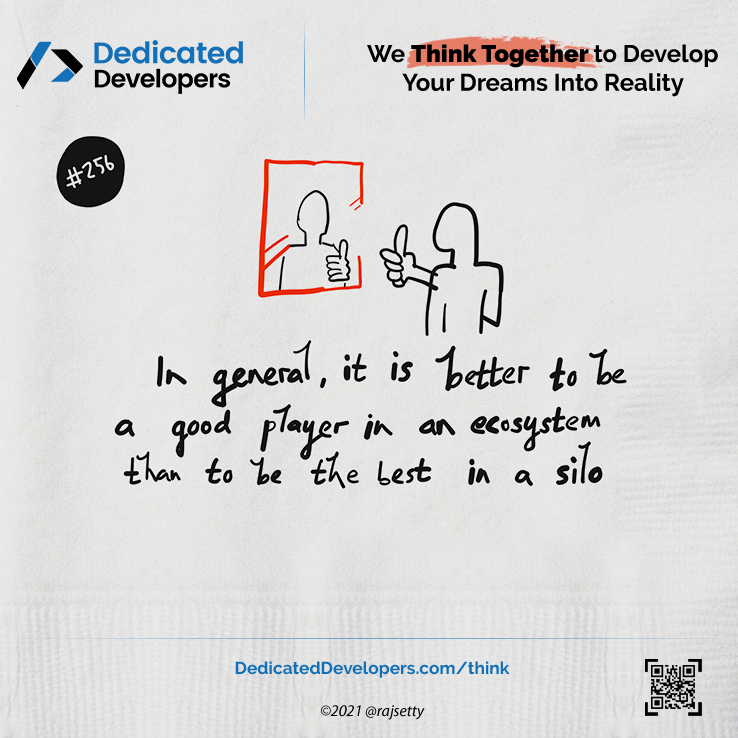 Dedicated
Developers
We Think Together to Develop
Your Dreams Into Reality
#256
In general, it is better to be
a good player in an ecosystem
than to be the best in a silo
DedicatedDevelopers.com/think
©2021 @rajsetty